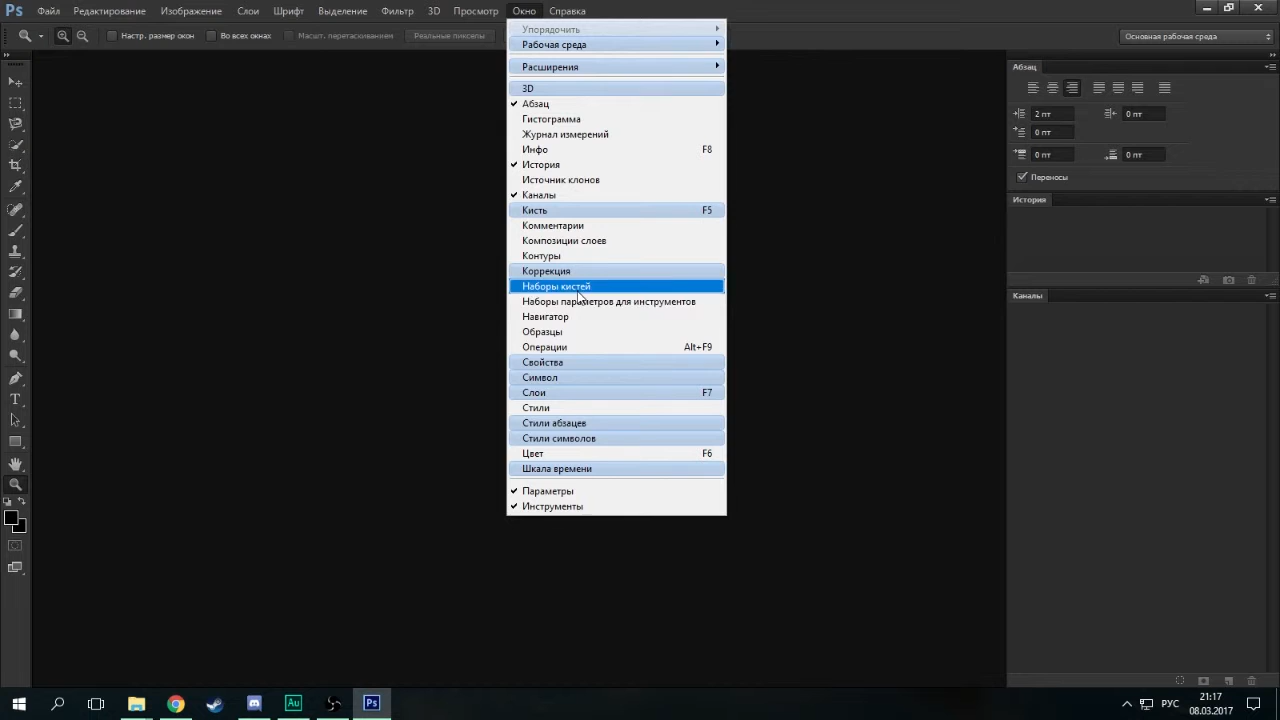 Ps Файл Редактирование Изображение Слои Шрифт Выделение Фильтр 3D Просмотр Окно Справка
Настр. размер окон Во всех окнах Масшт. перетаскиванием Реальные пикселы Основная рабочая среда
Упорядочить
Рабочая среда
Расширения
3D
Абзац
Гистограмма
Журнал измерений
Инфо F8
История
Источник клонов
Каналы
Кисть F5
Комментарии
Композиции слоев
Контуры
Коррекция
Наборы кистей
Наборы параметров для инструментов
Навигатор
Образцы
Операции Alt+F9
Свойства
Символ
Слои F7
Стили
Стили абзацев
Стили символов
Цвет F6
Шкала времени
Параметры
Инструменты
Абзац
2 пт 0 пт
0 пт
0 пт 0 пт
Переносы
История
Каналы
Au Ps РУС 21:17
08.03.2017